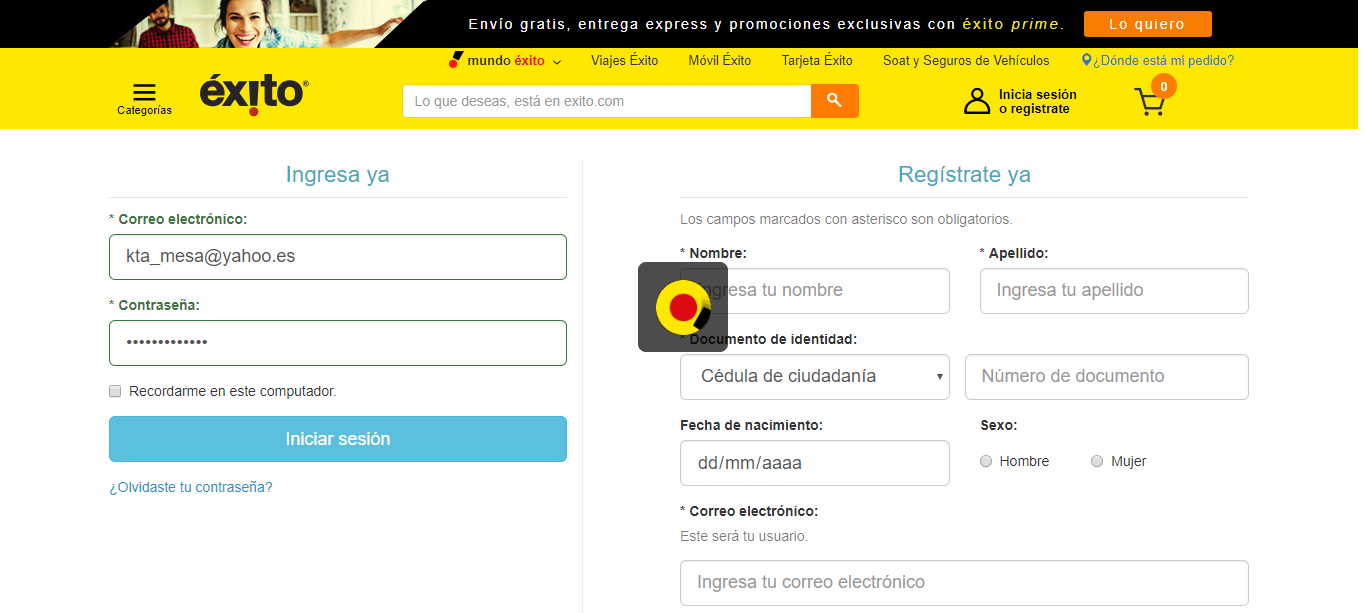 Envío gratis, entrega express y promociones exclusivas con éxito prime. Lo quiero
mundo éxito Viajes Éxito Móvil Éxito Tarjeta Éxito Soat y Seguros de Vehículos ¿Dónde está mi pedido?
Categorías
éxito®
Lo que deseas, está en exito.com
Inicia sesión
o registrate
0
Ingresa ya
* Correo electrónico:
kta_mesa@yahoo.es
* Contraseña:
•••••••••••••
Recordarme en este computador.
Iniciar sesión
¿Olvidaste tu contraseña?
Regístrate ya
Los campos marcados con asterisco son obligatorios.
* Nombre: * Apellido:
Ingresa tu nombre Ingresa tu apellido
* Documento de identidad:
Cédula de ciudadanía Número de documento
Fecha de nacimiento: Sexo:
dd/mm/aaaa Hombre Mujer
* Correo electrónico:
Este será tu usuario.
Ingresa tu correo electrónico